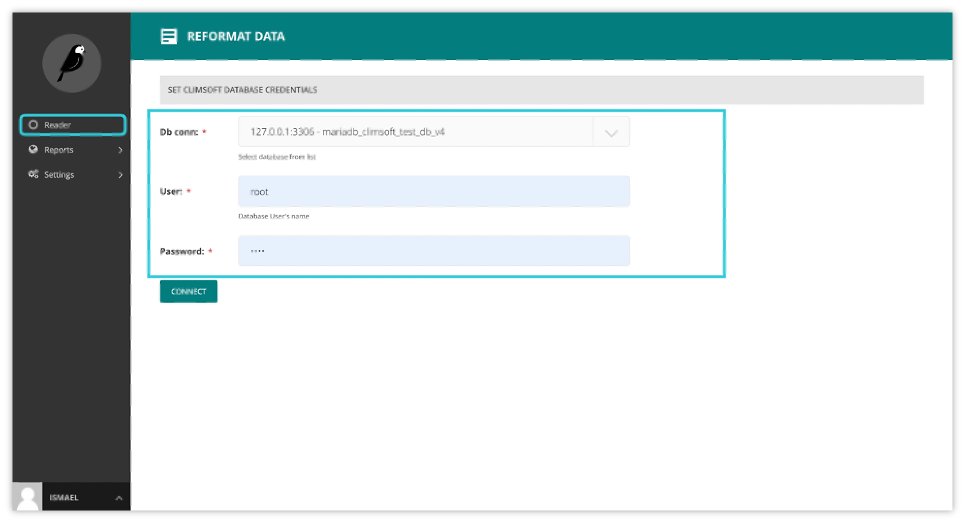 REFORMAT DATA
SET CLIMSOFT DATABASE CREDENTIALS
Reader
Reports
Settings
Db conn: *
127.0.0.1:3306 - mariadb_climsoft_test_db_v4
Select database from list
User: *
root
Database User's name
Password: *
••••
CONNECT
ISMAEL